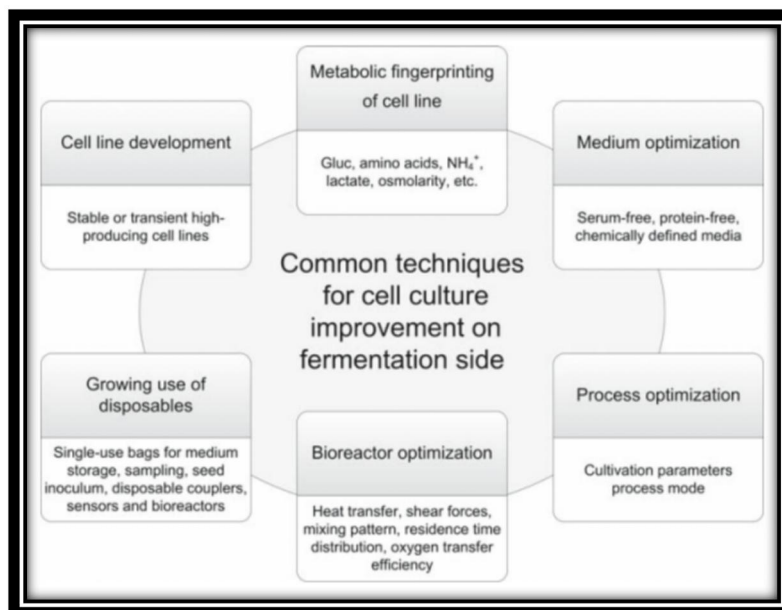 Metabolic fingerprinting
of cell line
Gluc, amino acids, NH₄⁺,
lactate, osmolarity, etc.
Medium optimization
Serum-free, protein-free,
chemically defined media
Process optimization
Cultivation parameters
process mode
Bioreactor optimization
Heat transfer, shear forces,
mixing pattern, residence time
distribution, oxygen transfer
efficiency
Growing use of
disposables
Single-use bags for medium
storage, sampling, seed
inoculum, disposable couplers,
sensors and bioreactors
Cell line development
Stable or transient high-
producing cell lines
Common techniques
for cell culture
improvement on
fermentation side